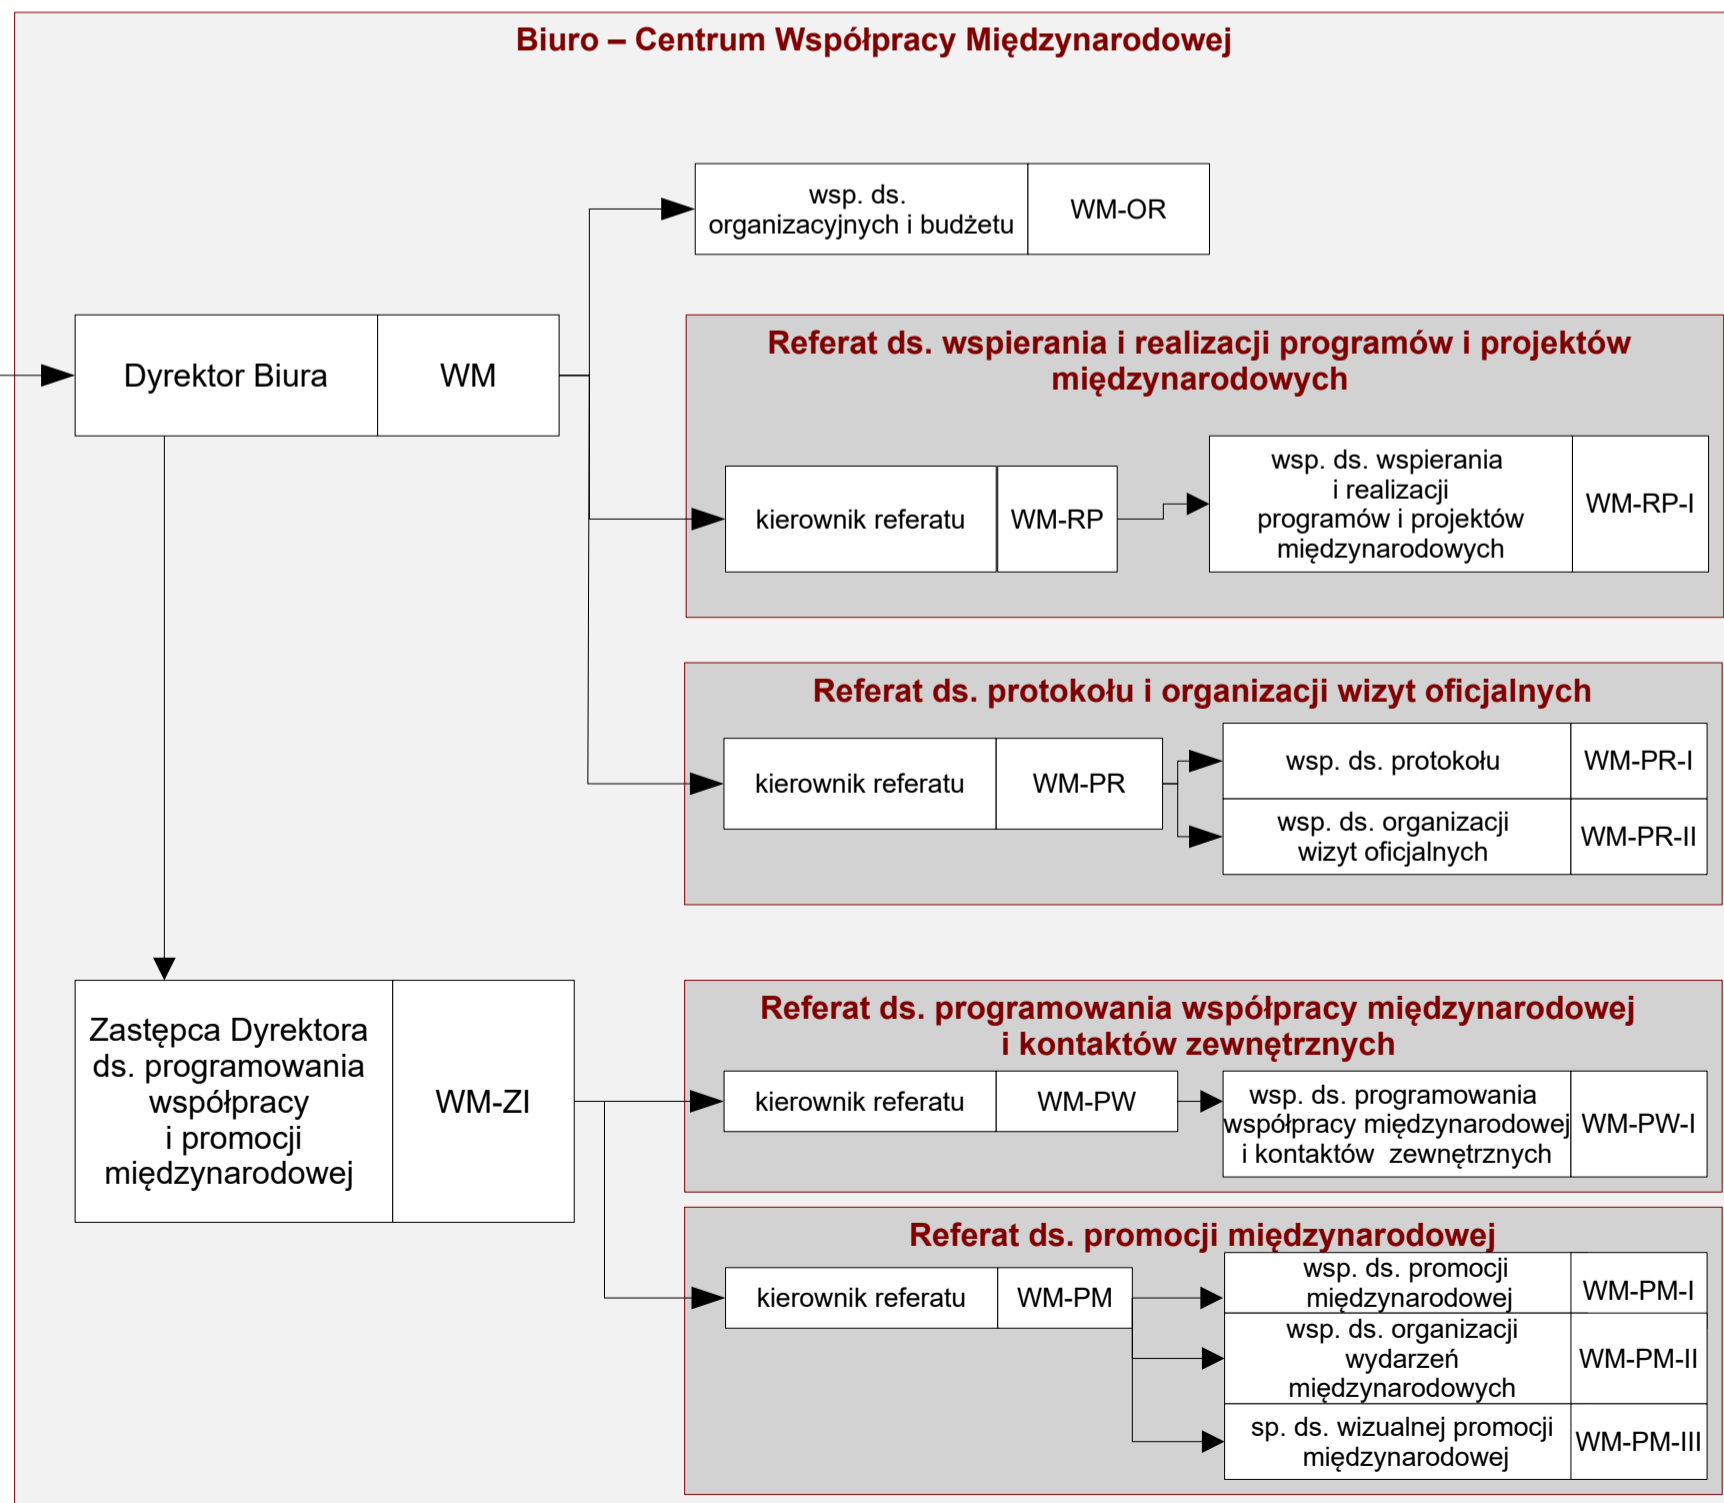 Biuro – Centrum Współpracy Międzynarodowej
wsp. ds.
organizacyjnych i budżetu
WM-OR
Dyrektor Biura
WM
Referat ds. wspierania i realizacji programów i projektów
międzynarodowych
kierownik referatu
WM-RP
wsp. ds. wspierania
i realizacji
programów i projektów
międzynarodowych
WM-RP-I
Referat ds. protokołu i organizacji wizyt oficjalnych
kierownik referatu
WM-PR
wsp. ds. protokołu
WM-PR-I
wsp. ds. organizacji
wizyt oficjalnych
WM-PR-II
Zastępca Dyrektora
ds. programowania
współpracy
i promocji
międzynarodowej
WM-ZI
Referat ds. programowania współpracy międzynarodowej
i kontaktów zewnętrznych
kierownik referatu
WM-PW
wsp. ds. programowania
współpracy międzynarodowej
i kontaktów zewnętrznych
WM-PW-I
Referat ds. promocji międzynarodowej
kierownik referatu
WM-PM
wsp. ds. promocji
międzynarodowej
WM-PM-I
wsp. ds. organizacji
wydarzeń
międzynarodowych
WM-PM-II
sp. ds. wizualnej promocji
międzynarodowej
WM-PM-III